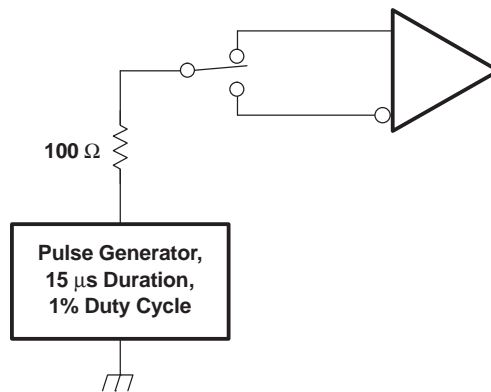 100 Ω
Pulse Generator,
15 μs Duration,
1% Duty Cycle